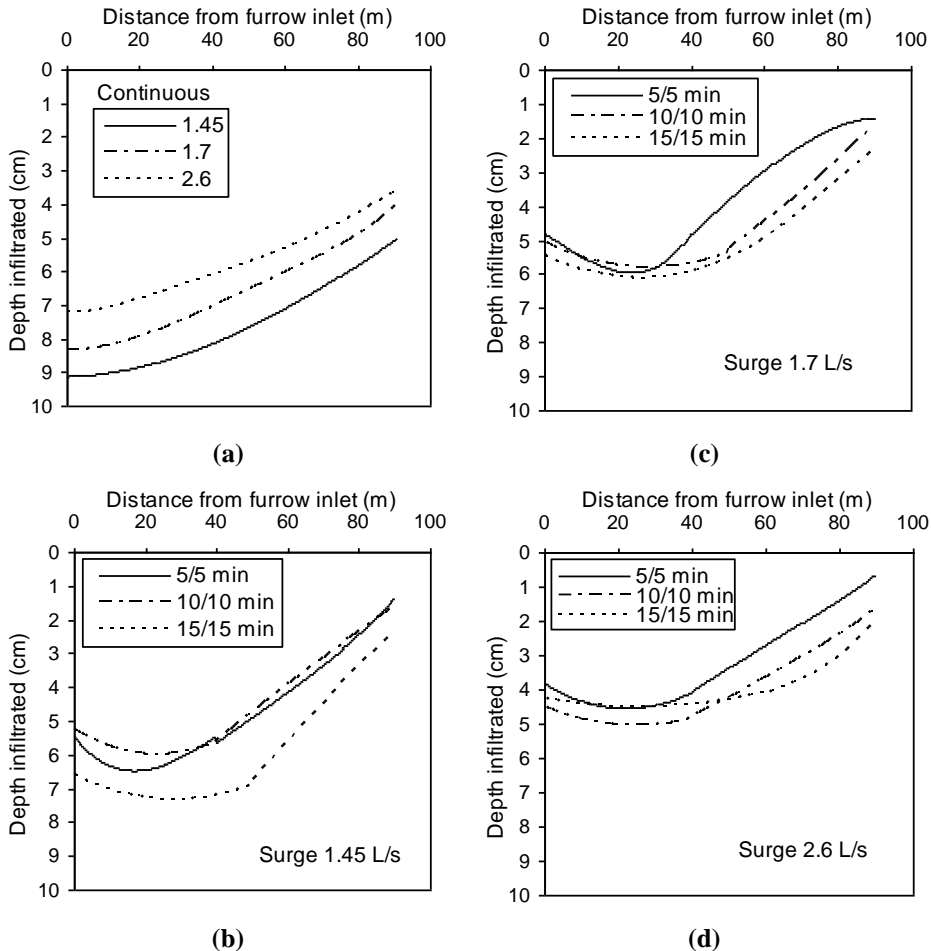 Distance from furrow inlet (m)
0 20 40 60 80 100
0
1
2
3
4
5
6
7
8
9
10
Depth infiltrated (cm)
Continuous
1.45
1.7
2.6
(a)
Distance from furrow inlet (m)
0 20 40 60 80 100
0
1
2
3
4
5
6
7
8
9
10
Depth infiltrated (cm)
5/5 min
10/10 min
15/15 min
Surge 1.7 L/s
(c)
Distance from furrow inlet (m)
0 20 40 60 80 100
0
1
2
3
4
5
6
7
8
9
10
Depth infiltrated (cm)
5/5 min
10/10 min
15/15 min
Surge 1.45 L/s
(b)
Distance from furrow inlet (m)
0 20 40 60 80 100
0
1
2
3
4
5
6
7
8
9
10
Depth infiltrated (cm)
5/5 min
10/10 min
15/15 min
Surge 2.6 L/s
(d)